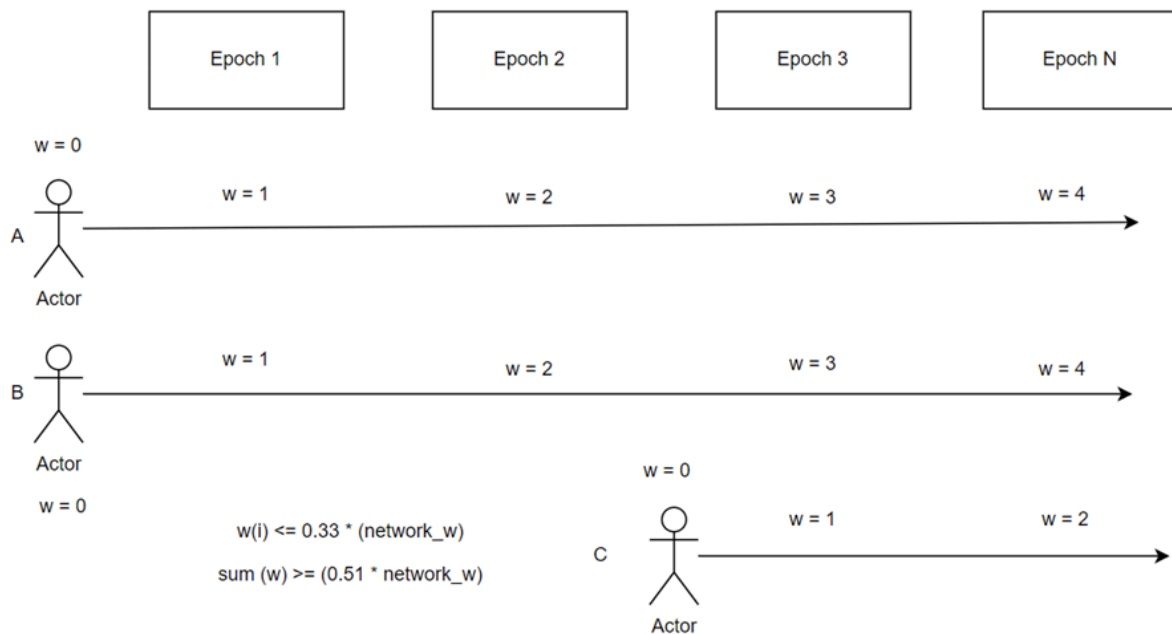 Epoch 1 Epoch 2 Epoch 3 Epoch N
w = 0
w = 1 w = 2 w = 3 w = 4
A
Actor
w = 1 w = 2 w = 3 w = 4
B
Actor
w = 0
w = 0
w(i) <= 0.33 * (network_w)
w = 1 w = 2
C
sum (w) >= (0.51 * network_w)
Actor